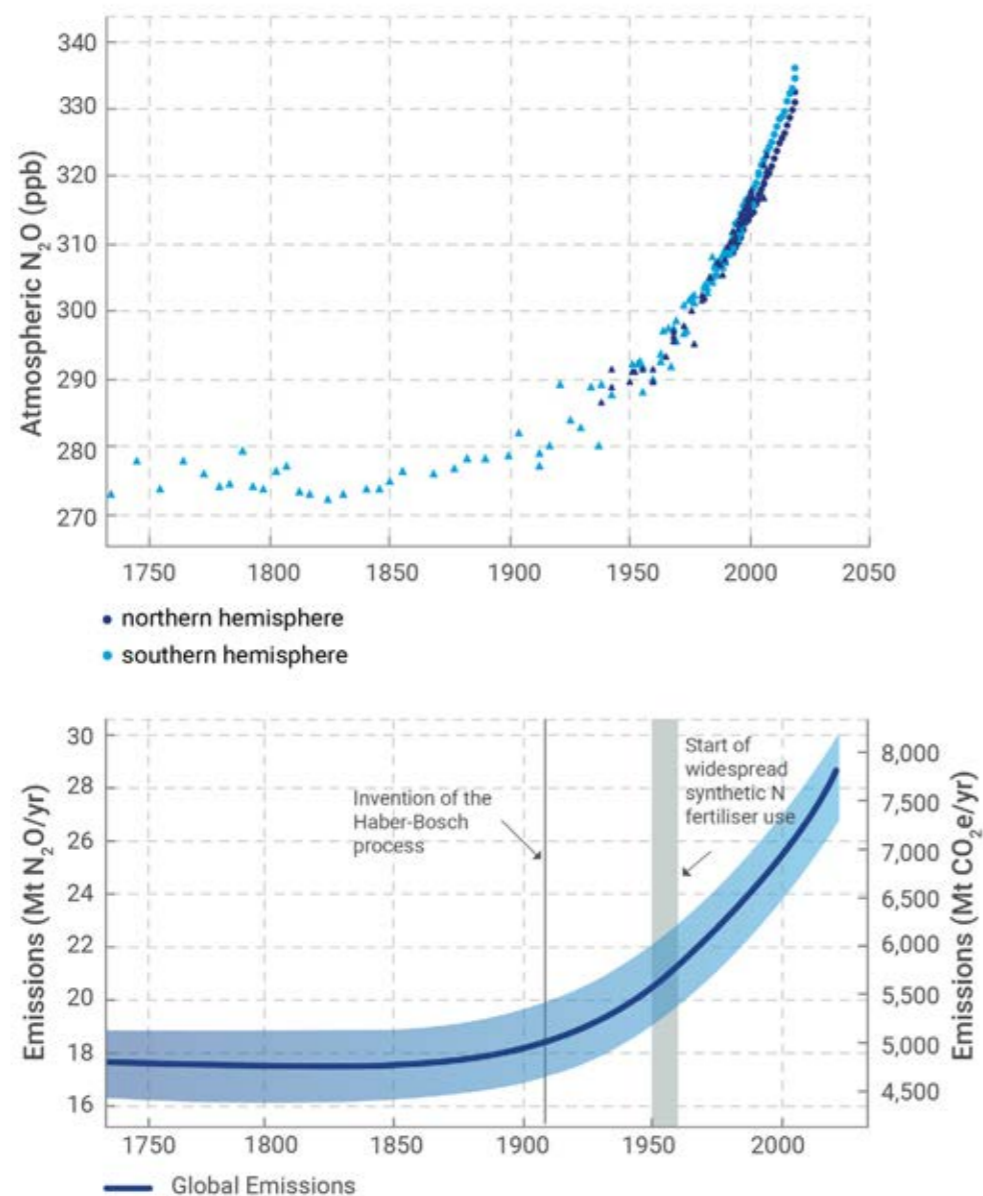 340
330
320
310
300
290
280
270
Atmospheric N₂O (ppb)
1750 1800 1850 1900 1950 2000 2050
northern hemisphere
southern hemisphere
30
28
26
24
22
20
18
16
Emissions (Mt N₂O/yr)
Invention of the
Haber-Bosch
process
Start of
widespread
synthetic N
fertiliser use
8,000
7,500
7,000
6,500
6,000
5,500
5,000
4,500
Emissions (Mt CO₂e/yr)
1750 1800 1850 1900 1950 2000
Global Emissions